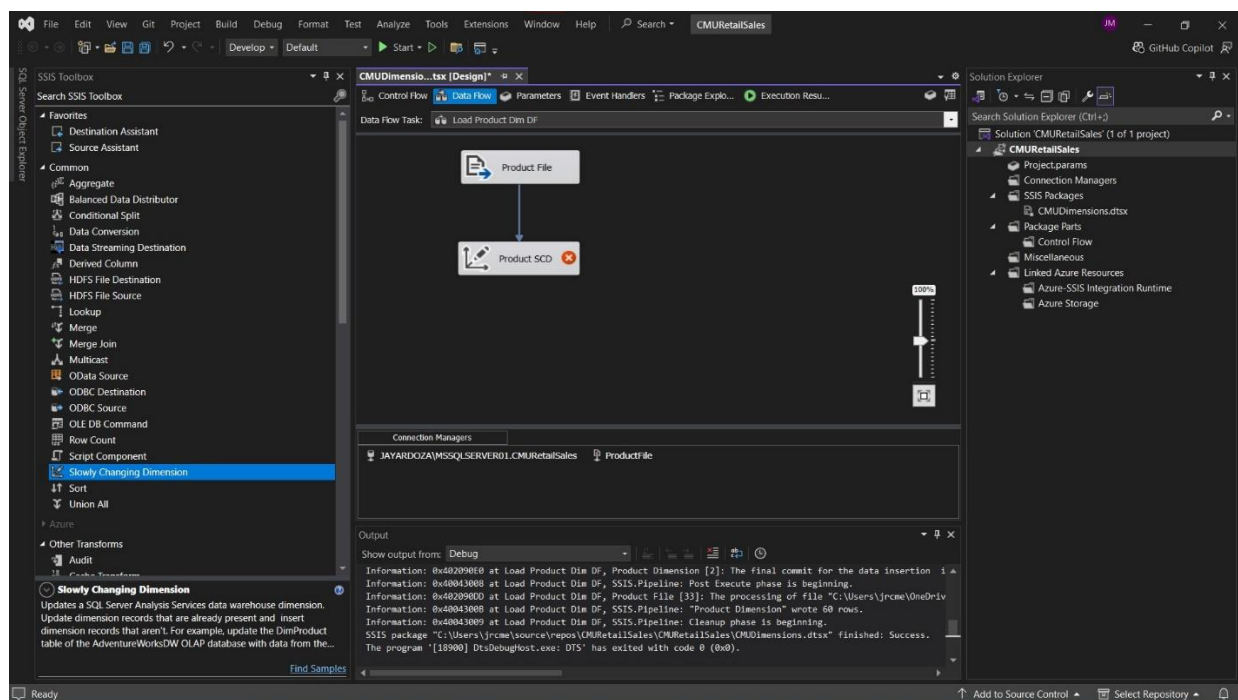 File Edit View Git Project Build Debug Format Test Analyze Tools Extensions Window Help Search CMURetailSales JM
Develop Default Start GitHub Copilot
SQL Server Object Explorer
SSIS Toolbox
Search SSIS Toolbox
Favorites
Destination Assistant
Source Assistant
Common
Aggregate
Balanced Data Distributor
Conditional Split
Data Conversion
Data Streaming Destination
Derived Column
HDFS File Destination
HDFS File Source
Lookup
Merge
Merge Join
Multicast
OData Source
ODBC Destination
ODBC Source
OLE DB Command
Row Count
Script Component
Slowly Changing Dimension
Sort
Union All
Azure
Other Transforms
Audit
Cache Transform
Slowly Changing Dimension
Updates a SQL Server Analysis Services data warehouse dimension.
Update dimension records that are already present and insert
dimension records that aren't. For example, update the DimProduct
table of the AdventureWorksDW OLAP database with data from the...
Find Samples
CMUDimensio...tsx [Design]*
Control Flow Data Flow Parameters Event Handlers Package Explo... Execution Resu...
Data Flow Task: Load Product Dim DF
Product File
Product SCD
100%
Connection Managers
JAYARDOZA\MSSQLSERVER01.CMURetailSales ProductFile
Output
Show output from: Debug
Information: 0x402090E0 at Load Product Dim DF, Product Dimension [2]: The final commit for the data insertion i
Information: 0x40043008 at Load Product Dim DF, SSIS.Pipeline: Post Execute phase is beginning.
Information: 0x402090DD at Load Product Dim DF, Product File [33]: The processing of file "C:\Users\jrcme\OneDriv
Information: 0x4004300B at Load Product Dim DF, SSIS.Pipeline: "Product Dimension" wrote 60 rows.
Information: 0x40043009 at Load Product Dim DF, SSIS.Pipeline: Cleanup phase is beginning.
SSIS package "C:\Users\jrcme\source\repos\CMURetailSales\CMURetailSales\CMUDimensions.dtsx" finished: Success.
The program '[18900] DtsDebugHost.exe: DTS' has exited with code 0 (0x0).
Solution Explorer
Search Solution Explorer (Ctrl+;)
Solution 'CMURetailSales' (1 of 1 project)
CMURetailSales
Project.params
Connection Managers
SSIS Packages
CMUDimensions.dtsx
Package Parts
Control Flow
Miscellaneous
Linked Azure Resources
Azure-SSIS Integration Runtime
Azure Storage
Ready Add to Source Control Select Repository